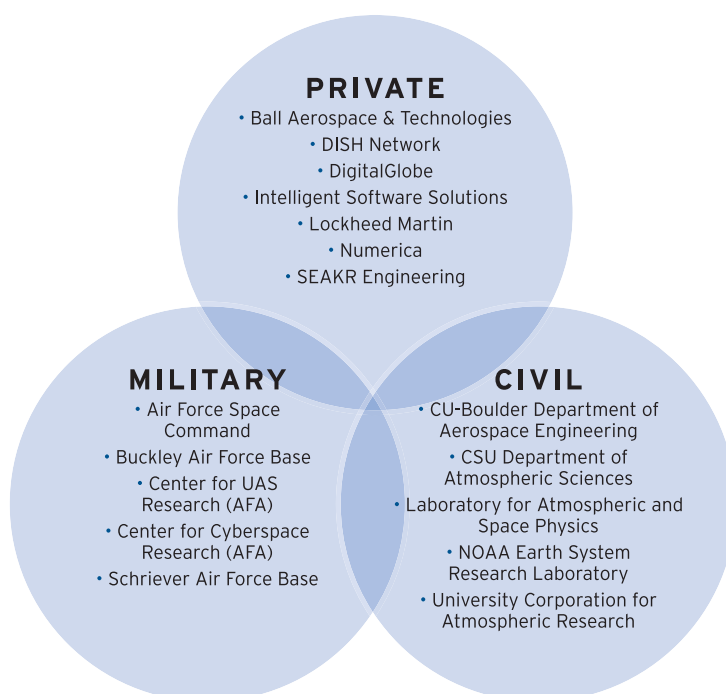 PRIVATE
• Ball Aerospace & Technologies
• DISH Network
• DigitalGlobe
• Intelligent Software Solutions
• Lockheed Martin
• Numerica
• SEAKR Engineering
MILITARY
• Air Force Space
Command
• Buckley Air Force Base
• Center for UAS
Research (AFA)
• Center for Cyberspace
Research (AFA)
• Schriever Air Force Base
CIVIL
• CU-Boulder Department of
Aerospace Engineering
• CSU Department of
Atmospheric Sciences
• Laboratory for Atmospheric and
Space Physics
• NOAA Earth System
Research Laboratory
• University Corporation for
Atmospheric Research